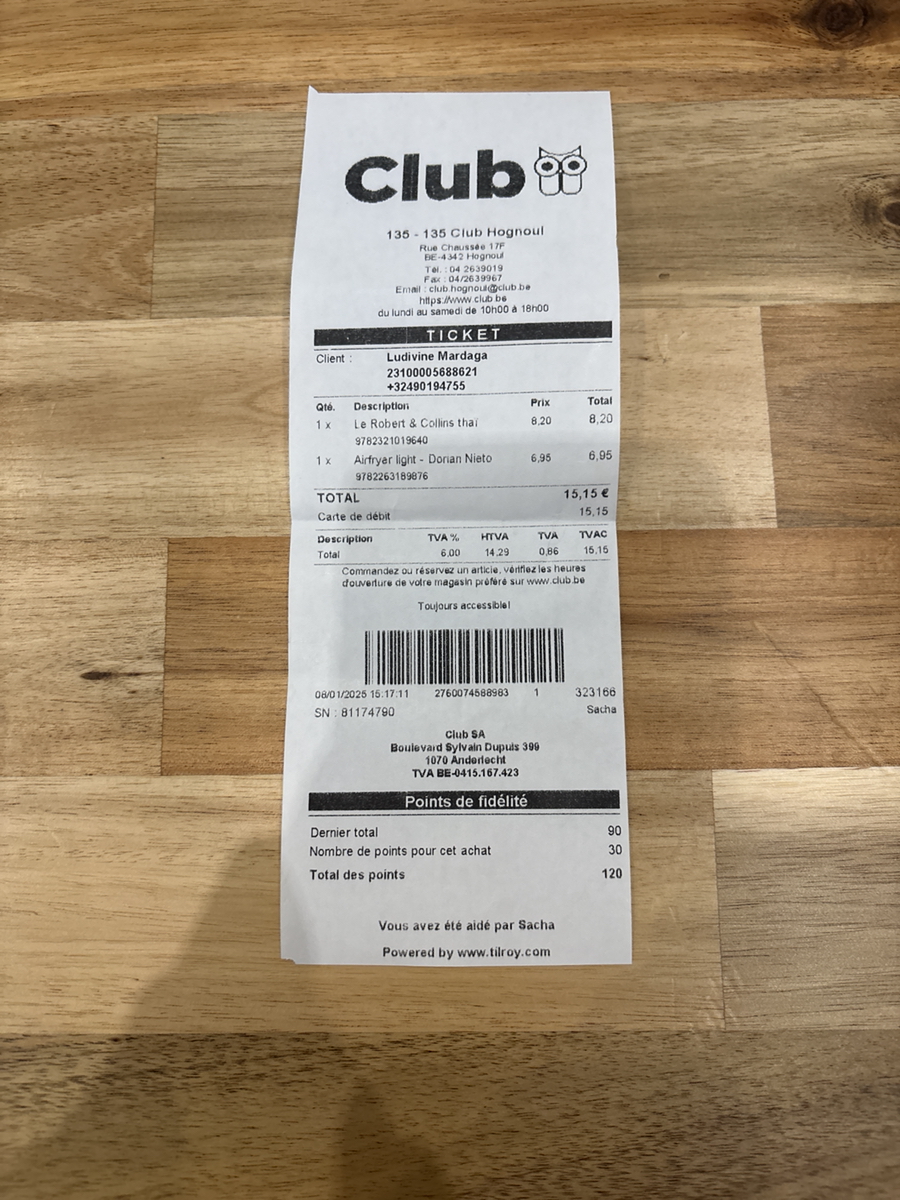 Club
135 - 135 Club Hognoul
Rue Chaussée 17F
BE-4342 Hognoul
Tél. : 04 2639019
Fax : 04/2639967
Email : club.hognoul@club.be
https://www.club.be
du lundi au samedi de 10h00 à 18h00
TICKET
Client : Ludivine Mardaga
23100005688621
+32490194755
Qté. Description Prix Total
1 x Le Robert & Collins thaï 8,20 8,20
9782321019640
1 x Airfryer light - Dorian Nieto 6,95 6,95
9782263189876
TOTAL 15,15 €
Carte de débit 15,15
Description TVA % HTVA TVA TVAC
Total 6,00 14,29 0,86 15,15
Commandez ou réservez un article, vérifiez les heures
d'ouverture de votre magasin préféré sur www.club.be
Toujours accessible!
08/01/2026 15:17:11 2760074588983 1 323166
SN : 81174790 Sacha
Club SA
Boulevard Sylvain Dupuis 399
1070 Anderlecht
TVA BE-0415.167.423
Points de fidélité
Dernier total 90
Nombre de points pour cet achat 30
Total des points 120
Vous avez été aidé par Sacha
Powered by www.tilroy.com